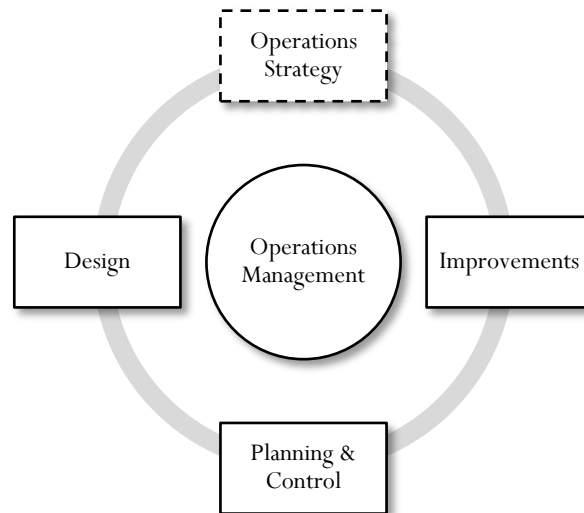 Operations
Strategy
Design
Operations
Management
Improvements
Planning &
Control